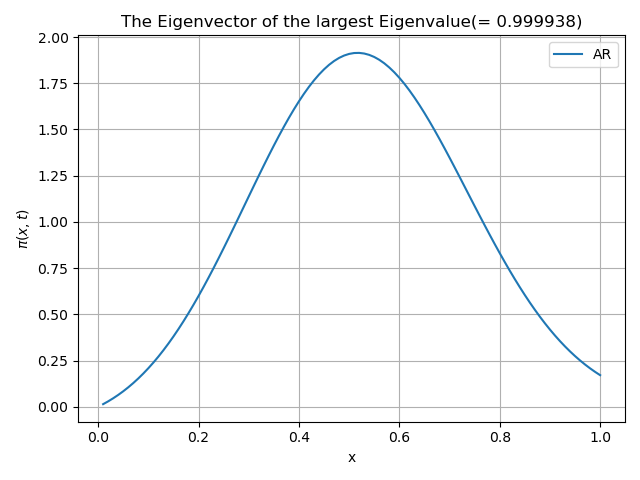 The Eigenvector of the largest Eigenvalue(= 0.999938)
AR
2.00
1.75
1.50
1.25
1.00
0.75
0.50
0.25
0.00
π(x, t)
0.0 0.2 0.4 0.6 0.8 1.0
x